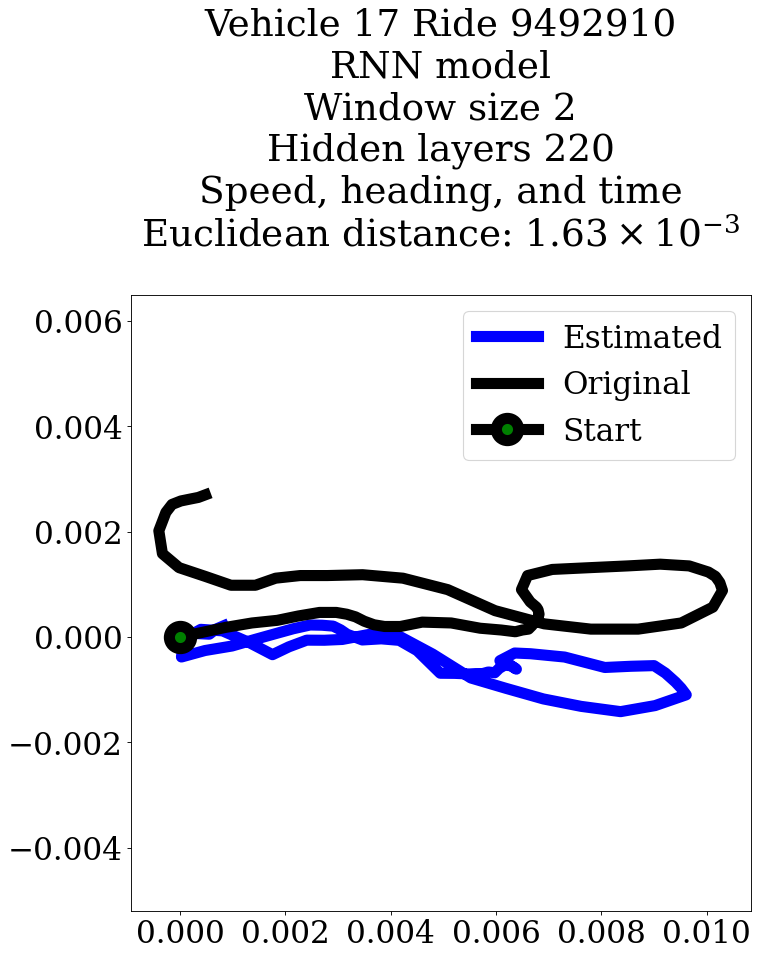 Vehicle 17 Ride 9492910
RNN model
Window size 2
Hidden layers 220
Speed, heading, and time
Euclidean distance: 1.63 × 10⁻³
Estimated
Original
Start
0.006
0.004
0.002
0.000
−0.002
−0.004
0.000 0.002 0.004 0.006 0.008 0.010